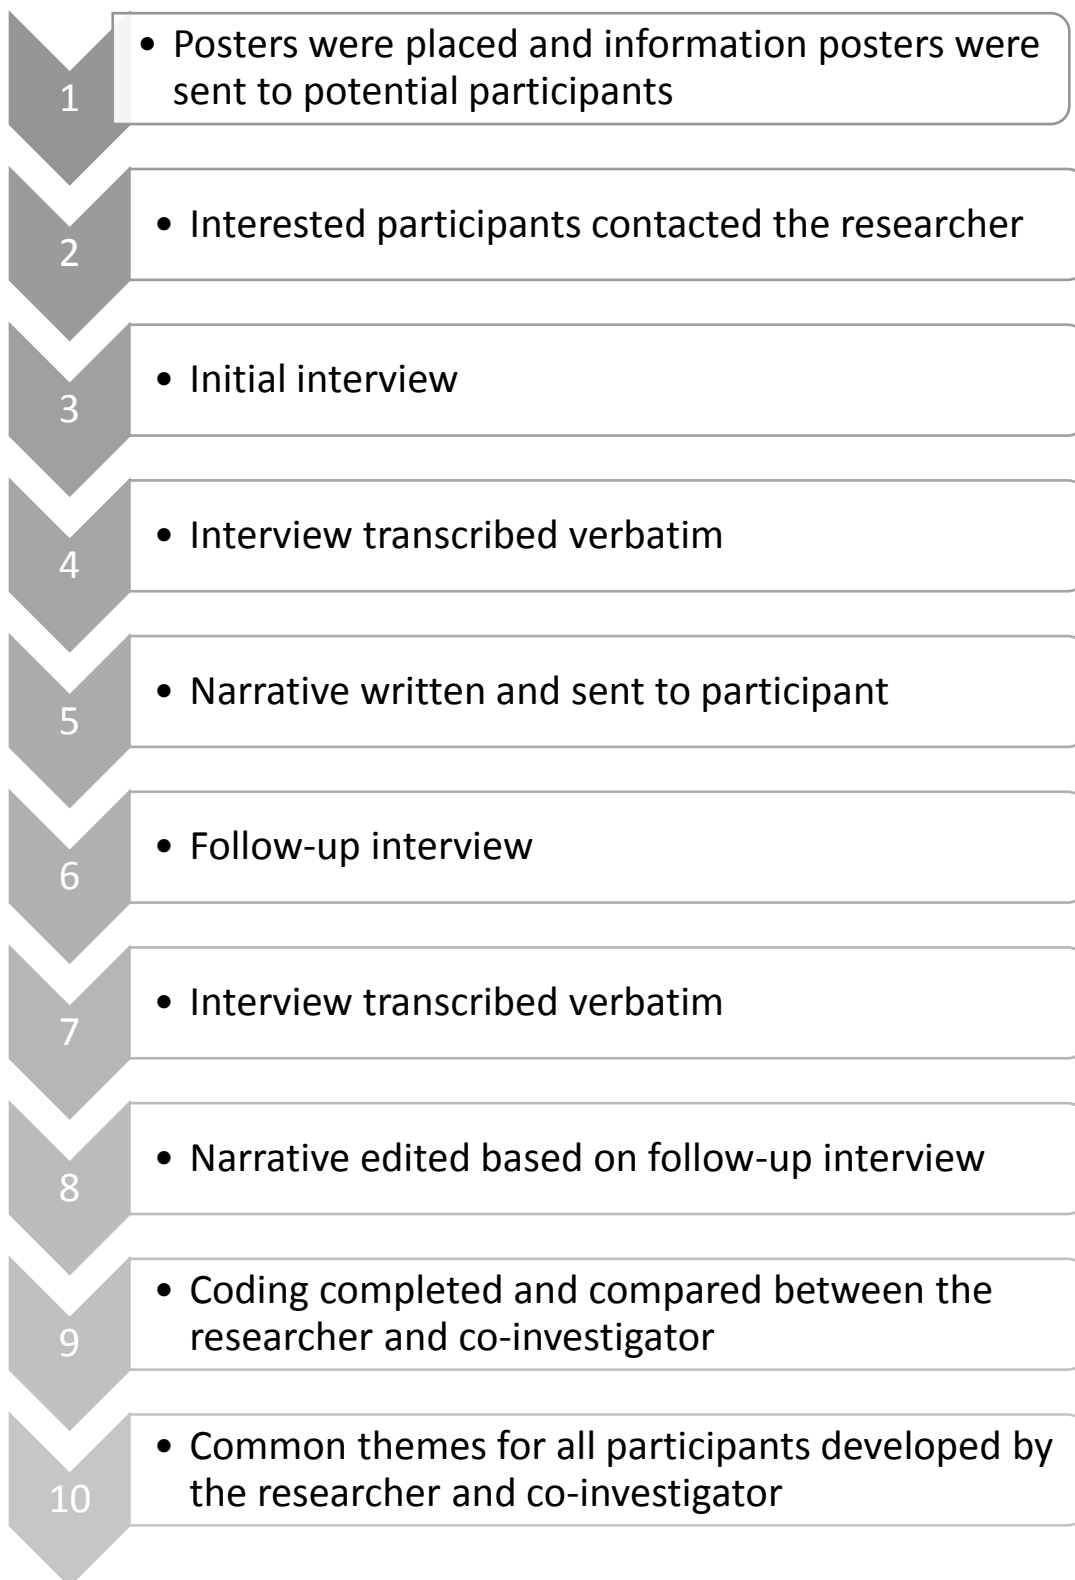 1
• Posters were placed and information posters were
sent to potential participants
2
• Interested participants contacted the researcher
3
• Initial interview
4
• Interview transcribed verbatim
5
• Narrative written and sent to participant
6
• Follow-up interview
7
• Interview transcribed verbatim
8
• Narrative edited based on follow-up interview
9
• Coding completed and compared between the
researcher and co-investigator
10
• Common themes for all participants developed by
the researcher and co-investigator